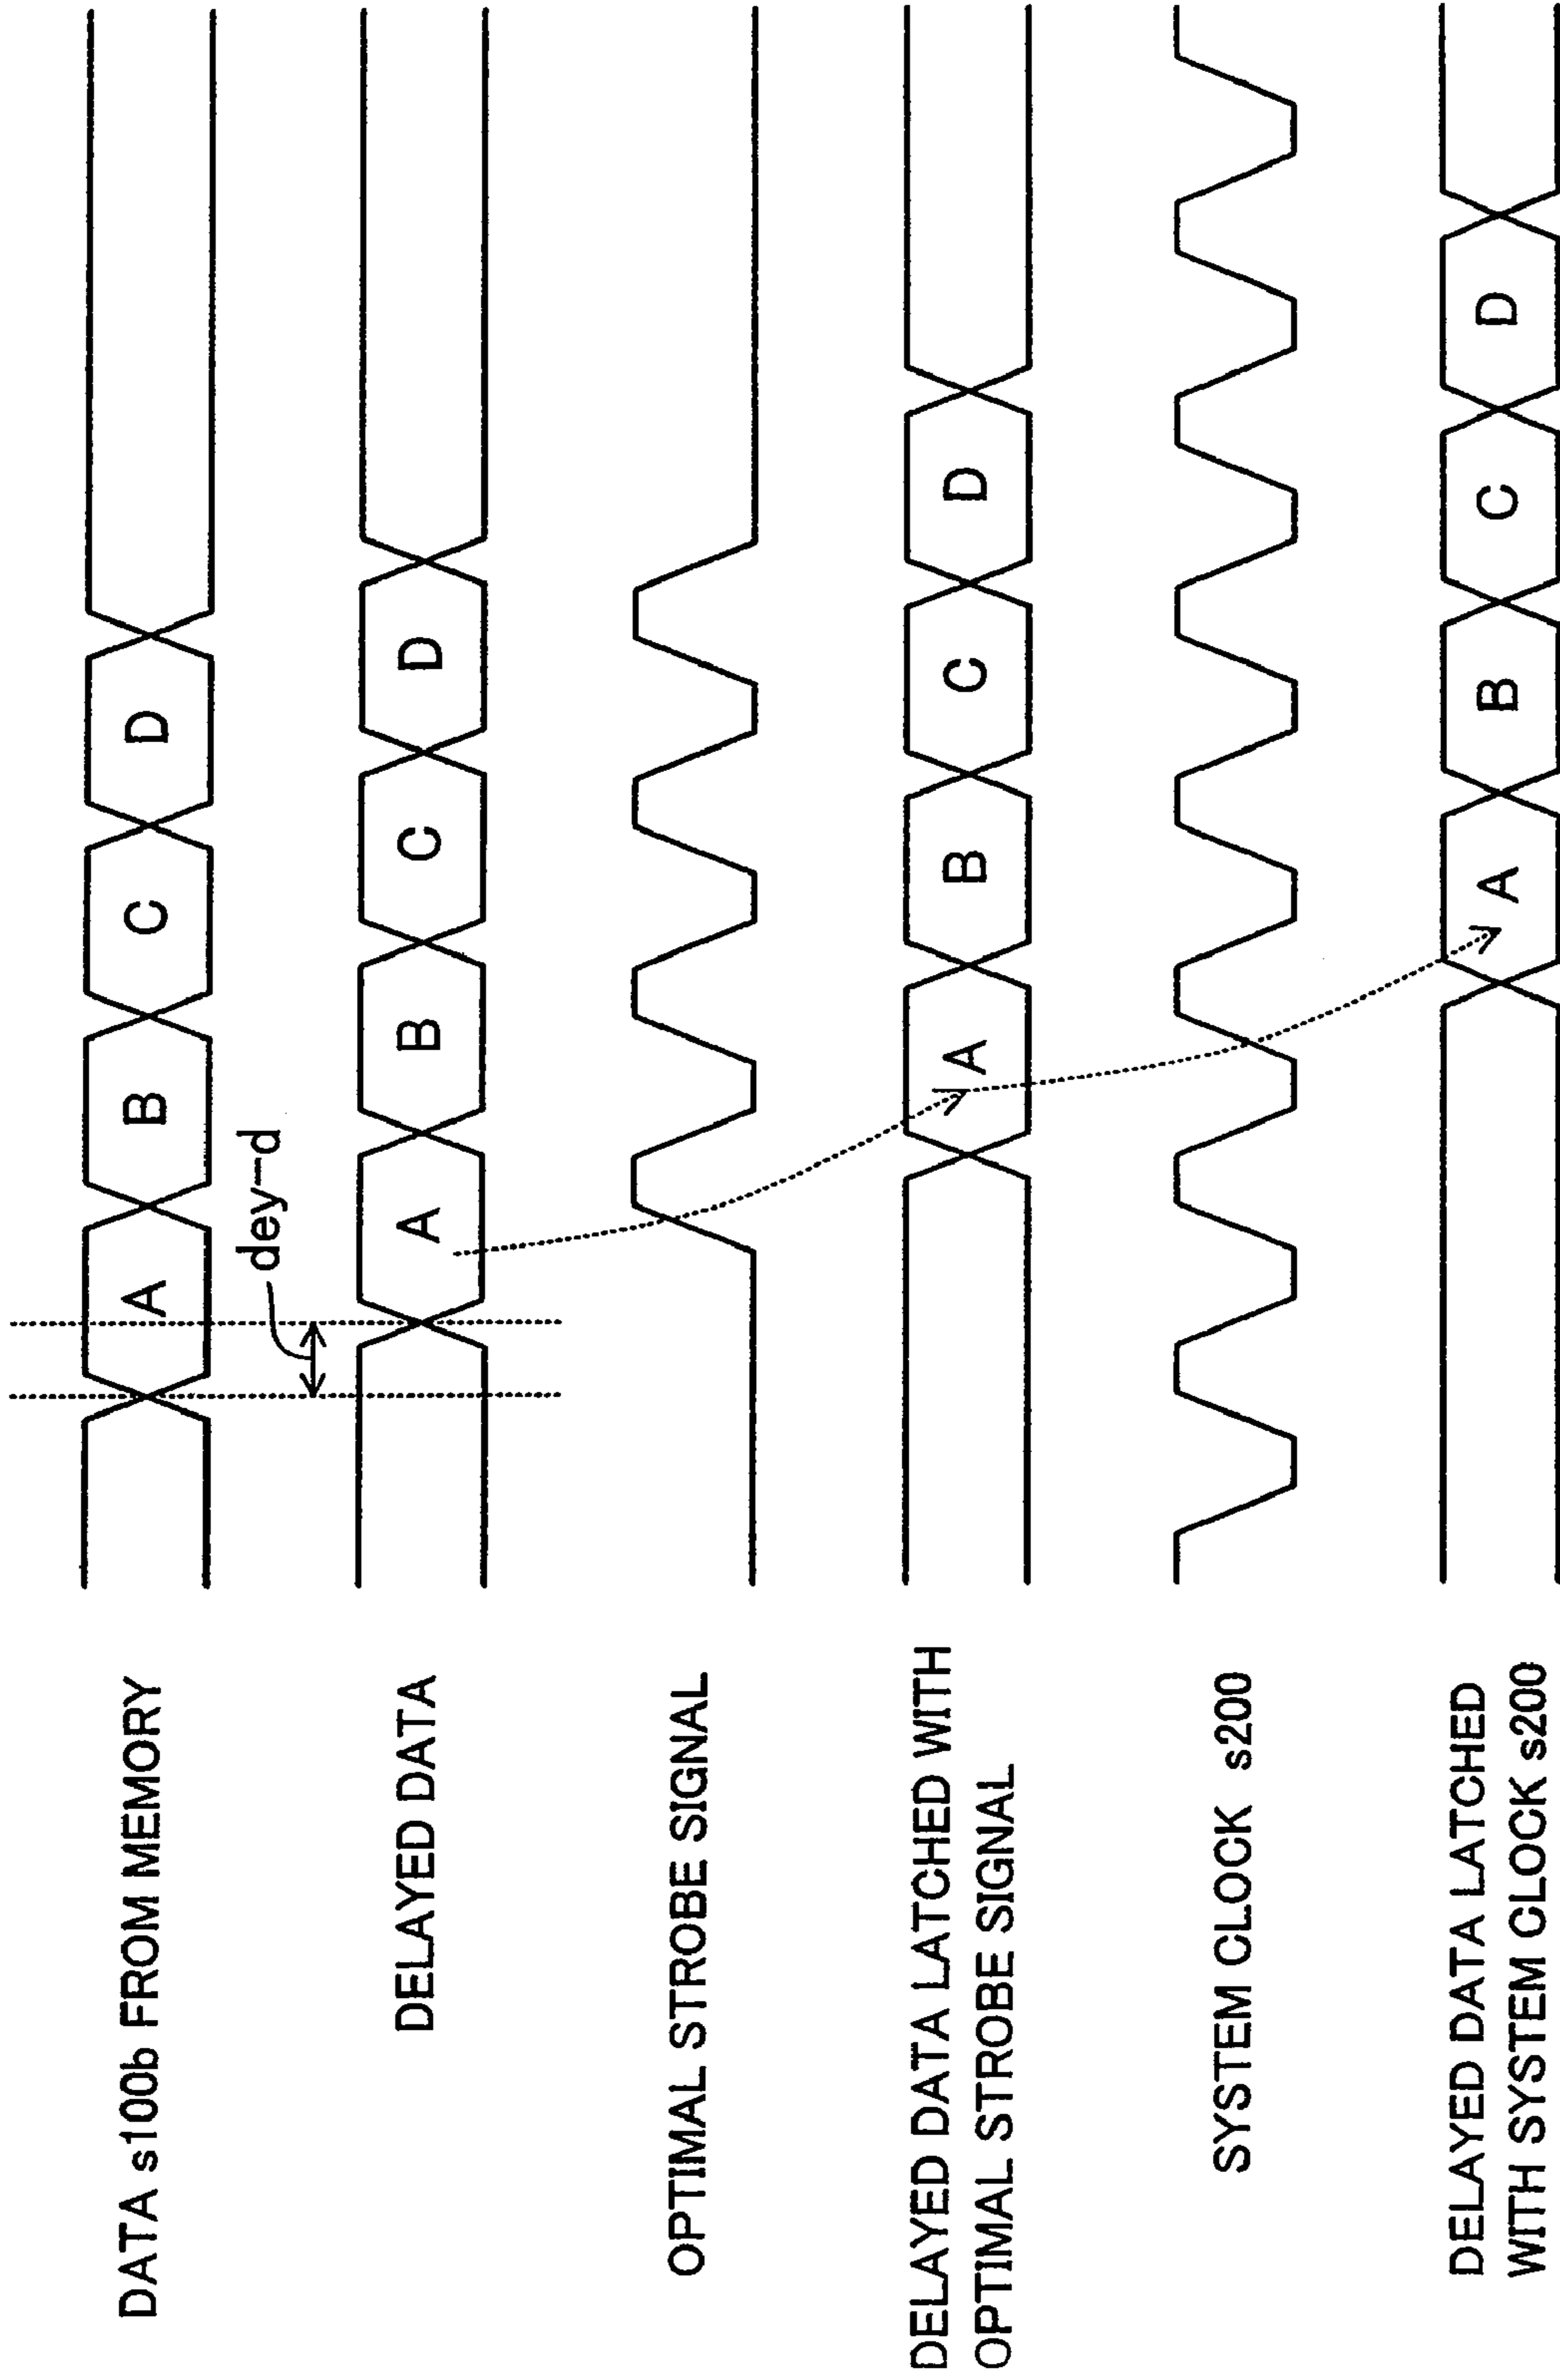 DATA s100b FROM MEMORY
A B C D
dey-d
DELAYED DATA
A B C D
OPTIMAL STROBE SIGNAL
DELAYED DATA LATCHED WITH
OPTIMAL STROBE SIGNAL
A B C D
SYSTEM CLOCK s200
DELAYED DATA LATCHED
WITH SYSTEM CLOCK s200
A B C D